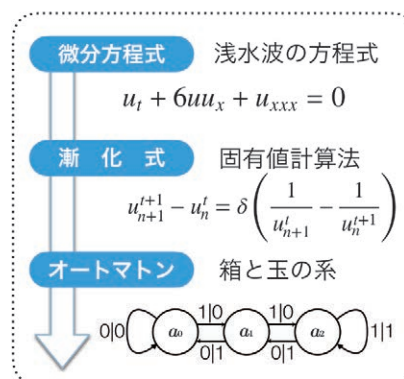 微分方程式 浅水波の方程式
u_t + 6uu_x + u_{xxx} = 0
漸化式 固有値計算法
u_{n+1}^{t+1} - u_n^t = δ ( 1/u_{n+1}^t - 1/u_n^{t+1} )
オートマトン 箱と玉の系
1|0 1|0
0|0 a₀ a₁ a₂ 1|1
0|1 0|1